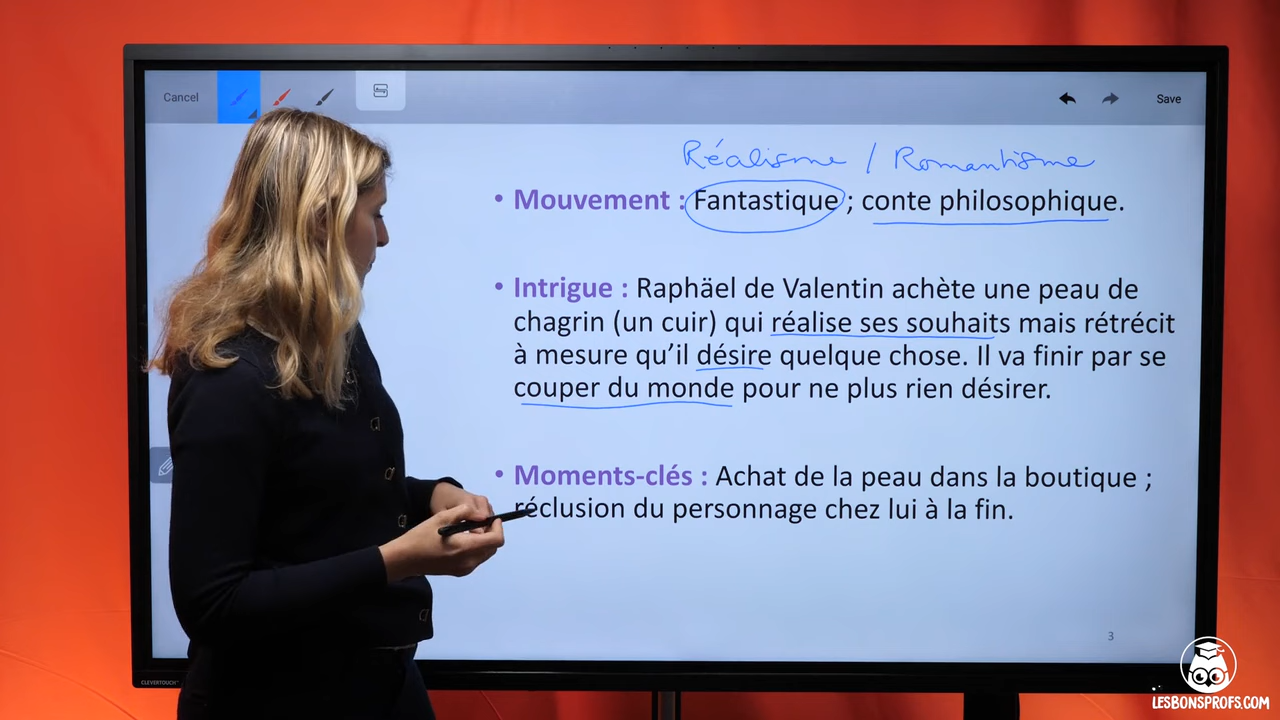 Cancel
Save
Réalisme / Romantisme
• Mouvement : Fantastique ; conte philosophique.
• Intrigue : Raphäel de Valentin achète une peau de
chagrin (un cuir) qui réalise ses souhaits mais rétrécit
à mesure qu'il désire quelque chose. Il va finir par se
couper du monde pour ne plus rien désirer.
• Moments-clés : Achat de la peau dans la boutique ;
réclusion du personnage chez lui à la fin.
3
CLEVERTOUCH
LESBONSPROFS.COM